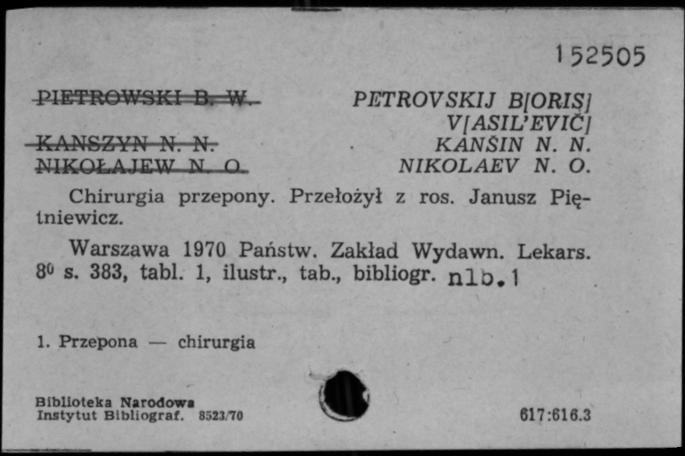 152505
PIETROWSKI B. W. PETROVSKIJ B[ORIS]
V[ASIL'EVIČ]
KANSZYN N. N. KANŠIN N. N.
NIKOŁAJEW N. O. NIKOLAEV N. O.
Chirurgia przepony. Przełożył z ros. Janusz Pię-
tniewicz.
Warszawa 1970 Państw. Zakład Wydawn. Lekars.
8⁰ s. 383, tabl. 1, ilustr., tab., bibliogr. nlb. 1
1. Przepona — chirurgia
Biblioteka Narodowa
Instytut Bibliograf. 8523/70 617:616.3